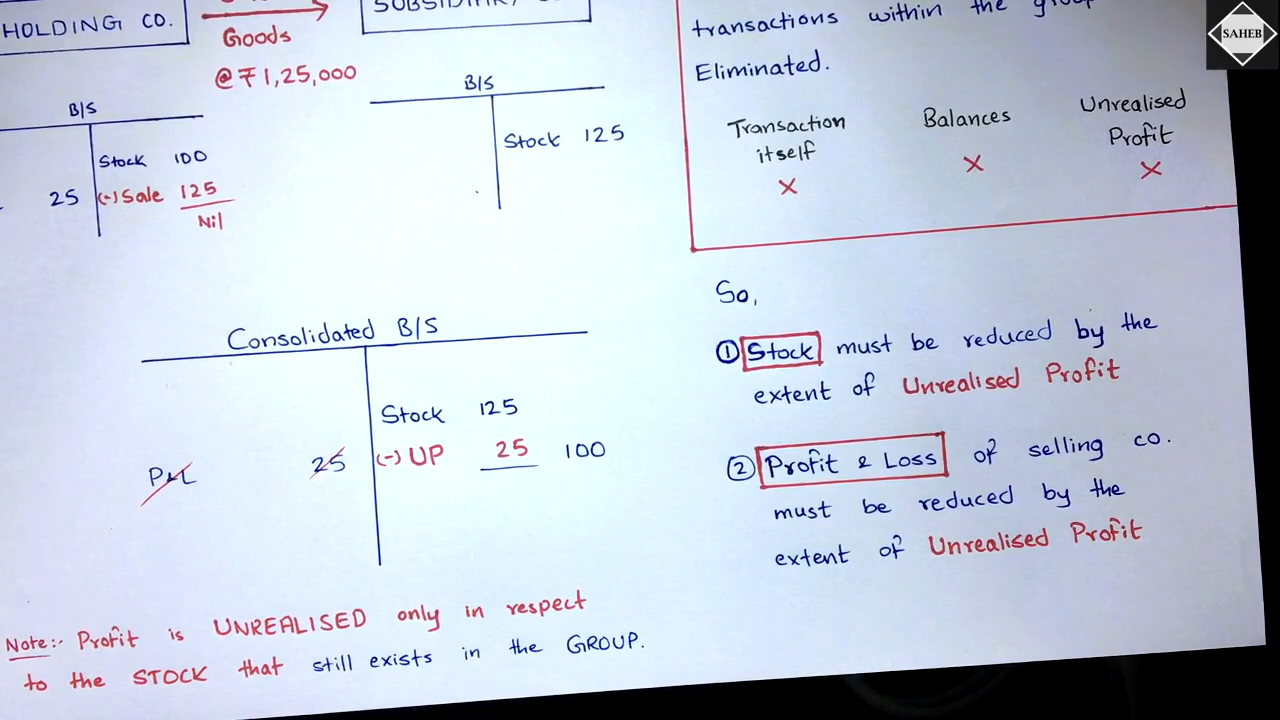 HOLDING CO.
Goods
@ ₹1,25,000
B/S
Stock 100
25 (-) Sale 125
Nil
B/S
Stock 125
transactions within the group
Eliminated.
Transaction itself
Balances
Unrealised Profit
SAHEB
Consolidated B/S
Stock 125
P&L 25 (-) UP 25 100
So,
① Stock must be reduced by the
extent of Unrealised Profit
② Profit & Loss of selling co.
must be reduced by the
extent of Unrealised Profit
Note:- Profit is UNREALISED only in respect
to the STOCK that still exists in the GROUP.